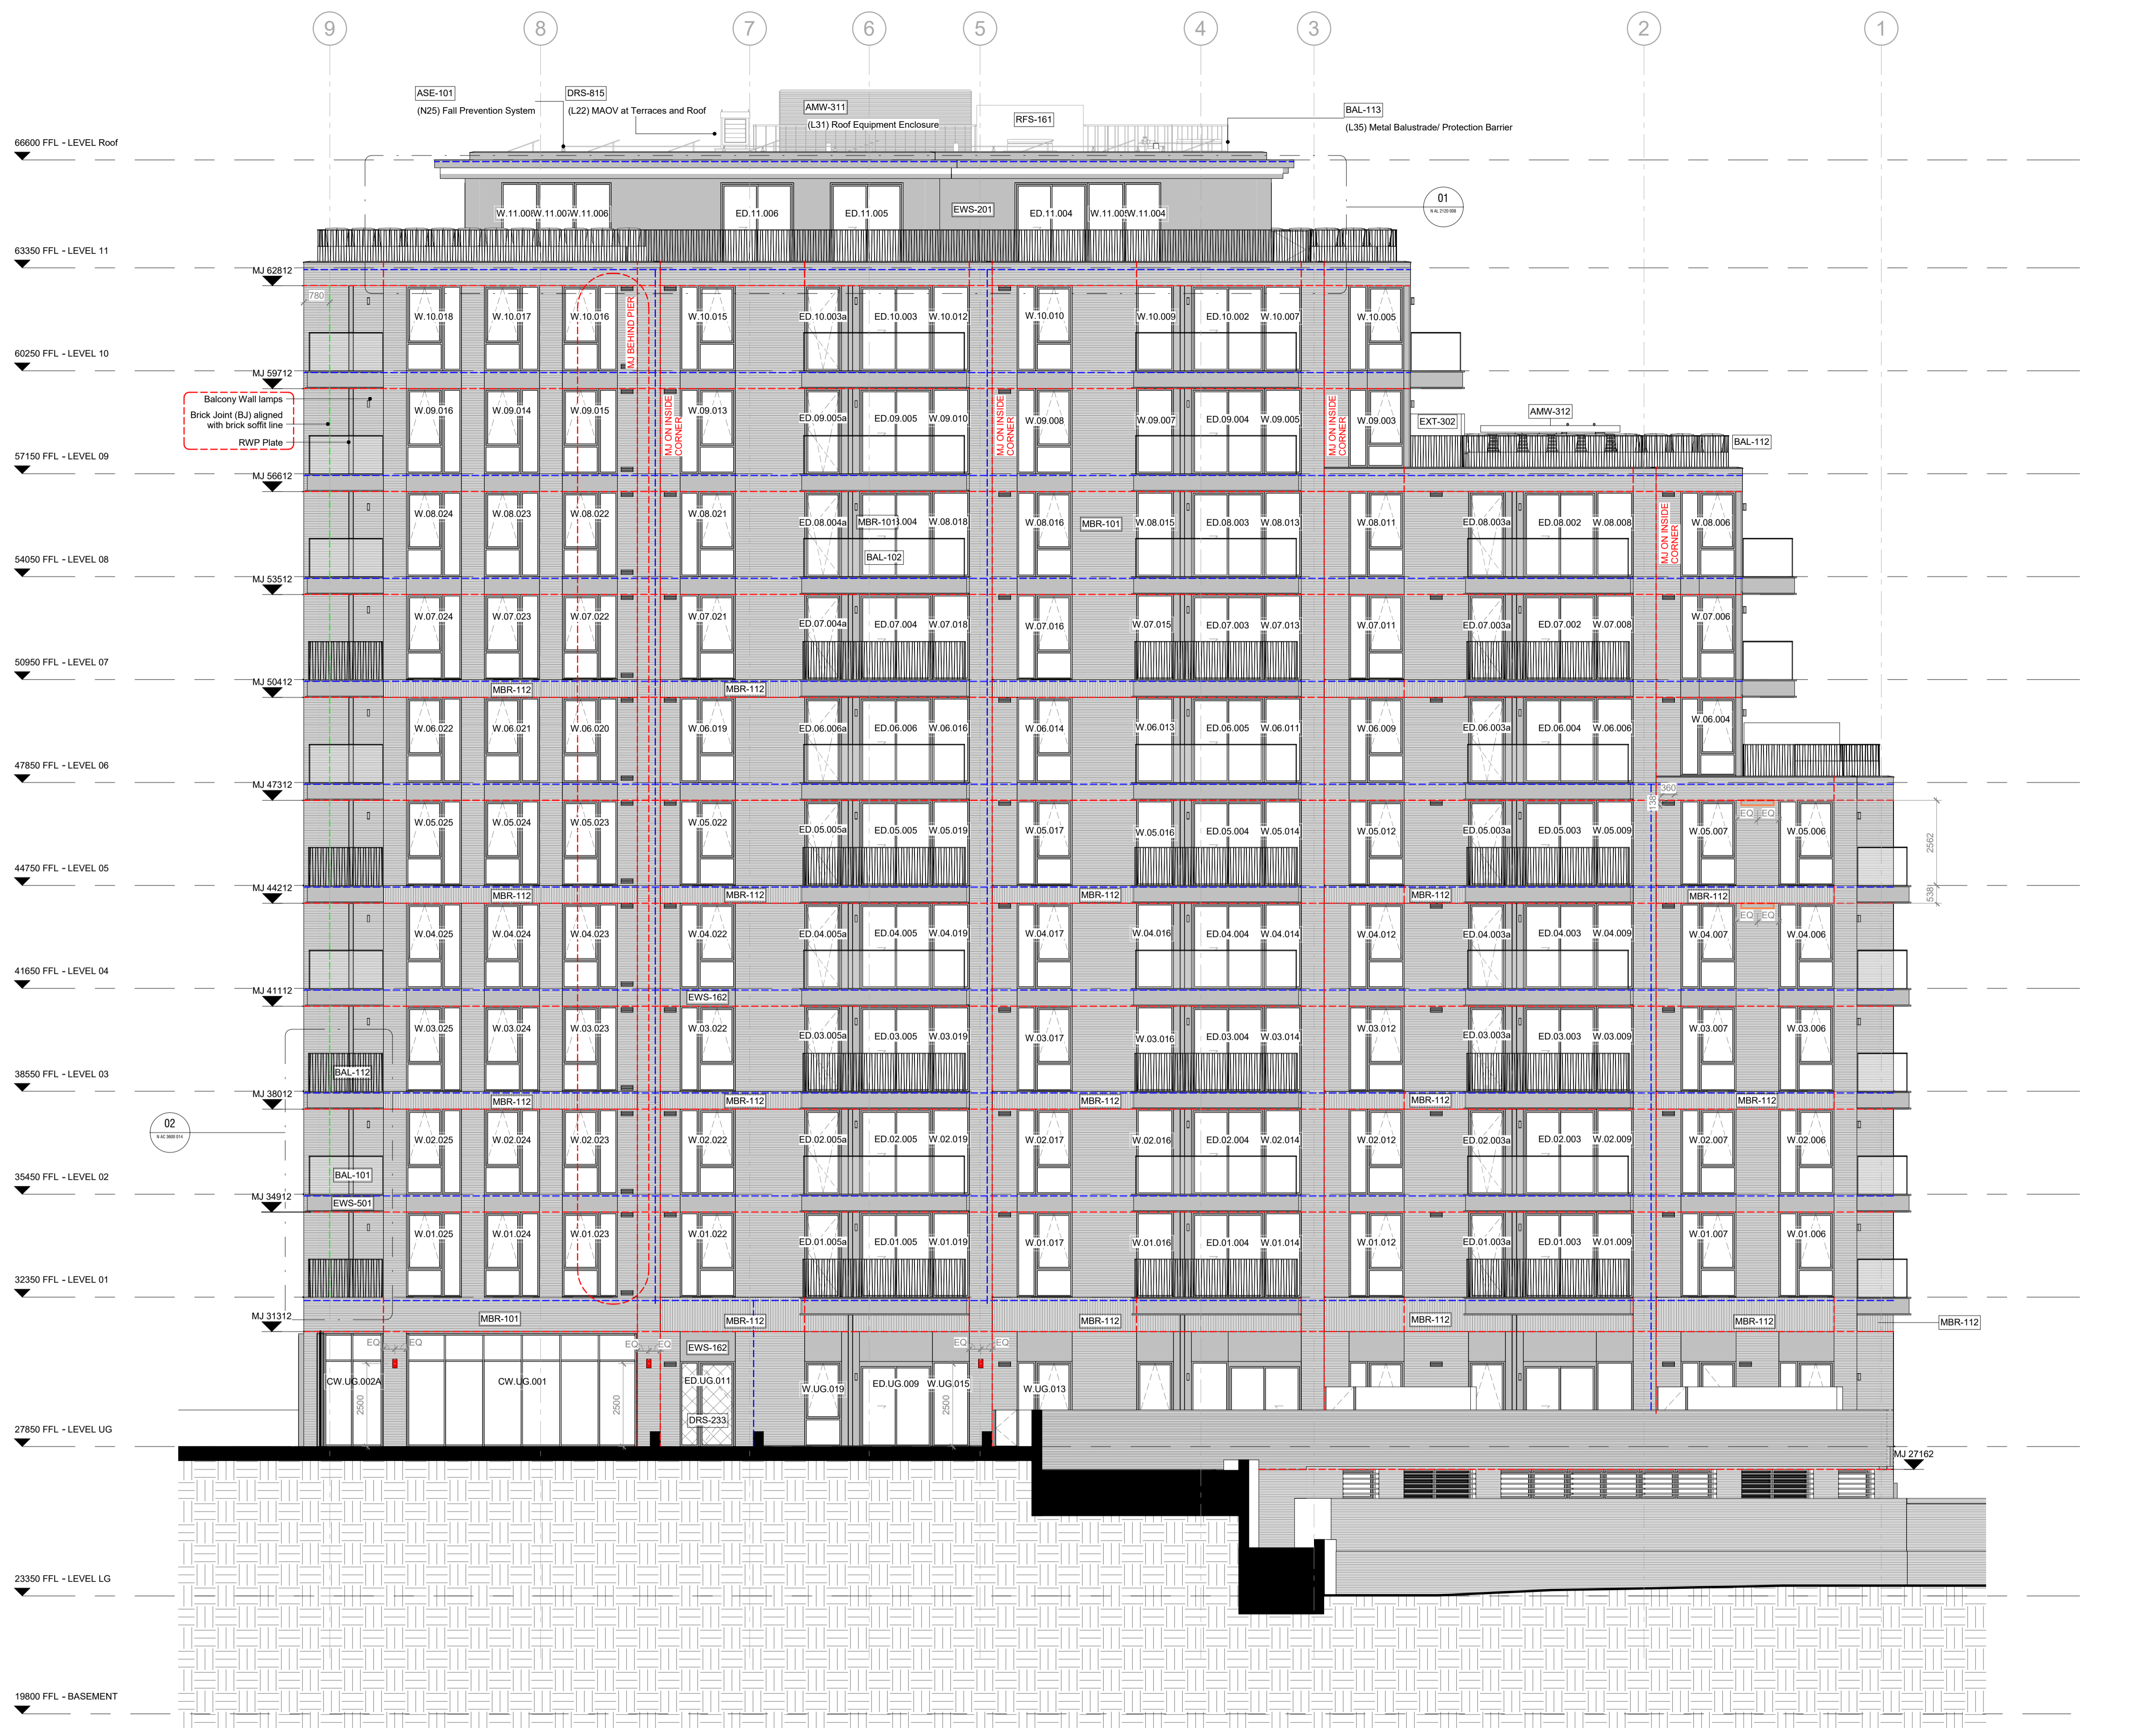 9 8 7 6 5 4 3 2 1
ASE-101
(N25) Fall Prevention System
DRS-815
(L22) MAOV at Terraces and Roof
AMW-311
(L31) Roof Equipment Enclosure
RFS-161
BAL-113
(L35) Metal Balustrade/ Protection Barrier
66600 FFL - LEVEL Roof
01
N AL 2120 008
W.11.007 W.11.006 ED.11.006 ED.11.005 EWS-201 ED.11.004 W.11.004
63350 FFL - LEVEL 11
MJ 62812
780
W.10.018 W.10.017 W.10.016 MJ BEHIND PIER W.10.015 ED.10.003a ED.10.003 W.10.012 W.10.010 W.10.009 ED.10.002 W.10.007 W.10.005
60250 FFL - LEVEL 10
MJ 59712
Balcony Wall lamps
Brick Joint (BJ) aligned
with brick soffit line
RWP Plate
W.09.016 W.09.014 W.09.015 MJ ON INSIDE CORNER W.09.013 ED.09.005a ED.09.005 W.09.010 MJ ON INSIDE CORNER W.09.008 W.09.007 ED.09.004 W.09.005 MJ ON INSIDE CORNER W.09.003
EXT-302 AMW-312 BAL-112
57150 FFL - LEVEL 09
MJ 56612
W.08.024 W.08.023 W.08.022 W.08.021 ED.08.004a MBR-101 .004 W.08.018 W.08.016 MBR-101 W.08.015 ED.08.003 W.08.013 W.08.011 ED.08.003a ED.08.002 W.08.008 MJ ON INSIDE CORNER W.08.006
BAL-102
54050 FFL - LEVEL 08
MJ 53512
W.07.024 W.07.023 W.07.022 W.07.021 ED.07.004a ED.07.004 W.07.018 W.07.016 W.07.015 ED.07.003 W.07.013 W.07.011 ED.07.003a ED.07.002 W.07.008 W.07.006
50950 FFL - LEVEL 07
MJ 50412
MBR-112 MBR-112
W.06.022 W.06.021 W.06.020 W.06.019 ED.06.006a ED.06.006 W.06.016 W.06.014 W.06.013 ED.06.005 W.06.011 W.06.009 ED.06.003a ED.06.004 W.06.006 W.06.004
47850 FFL - LEVEL 06
MJ 47312
138 360
EQ EQ
W.05.025 W.05.024 W.05.023 W.05.022 ED.05.005a ED.05.005 W.05.019 W.05.017 W.05.016 ED.05.004 W.05.014 W.05.012 ED.05.003a ED.05.003 W.05.009 W.05.007 W.05.006
2562
44750 FFL - LEVEL 05
MJ 44212
MBR-112 MBR-112 MBR-112 MBR-112 MBR-112
538
EQ EQ
W.04.025 W.04.024 W.04.023 W.04.022 ED.04.005a ED.04.005 W.04.019 W.04.017 W.04.016 ED.04.004 W.04.014 W.04.012 ED.04.003a ED.04.003 W.04.009 W.04.007 W.04.006
41650 FFL - LEVEL 04
MJ 41112
EWS-162
W.03.025 W.03.024 W.03.023 W.03.022 ED.03.005a ED.03.005 W.03.019 W.03.017 W.03.016 ED.03.004 W.03.014 W.03.012 ED.03.003a ED.03.003 W.03.009 W.03.007 W.03.006
BAL-112
38550 FFL - LEVEL 03
MJ 38012
MBR-112 MBR-112 MBR-112 MBR-112 MBR-112
02
N AC 3600 014
W.02.025 W.02.024 W.02.023 W.02.022 ED.02.005a ED.02.005 W.02.019 W.02.017 W.02.016 ED.02.004 W.02.014 W.02.012 ED.02.003a ED.02.003 W.02.009 W.02.007 W.02.006
BAL-101
35450 FFL - LEVEL 02
MJ 34912
EWS-501
W.01.025 W.01.024 W.01.023 W.01.022 ED.01.005a ED.01.005 W.01.019 W.01.017 W.01.016 ED.01.004 W.01.014 W.01.012 ED.01.003a ED.01.003 W.01.009 W.01.007 W.01.006
32350 FFL - LEVEL 01
MJ 31312
MBR-101 MBR-112 MBR-112 MBR-112 MBR-112 MBR-112
EQ EQ EQ EQ EQ EQ
EWS-162
CW.UG.002A 2500 CW.UG.001 2500 ED.UG.011 W.UG.019 ED.UG.009 W.UG.015 2500 W.UG.013
DRS-233
27850 FFL - LEVEL UG
MJ 27162
23350 FFL - LEVEL LG
19800 FFL - BASEMENT